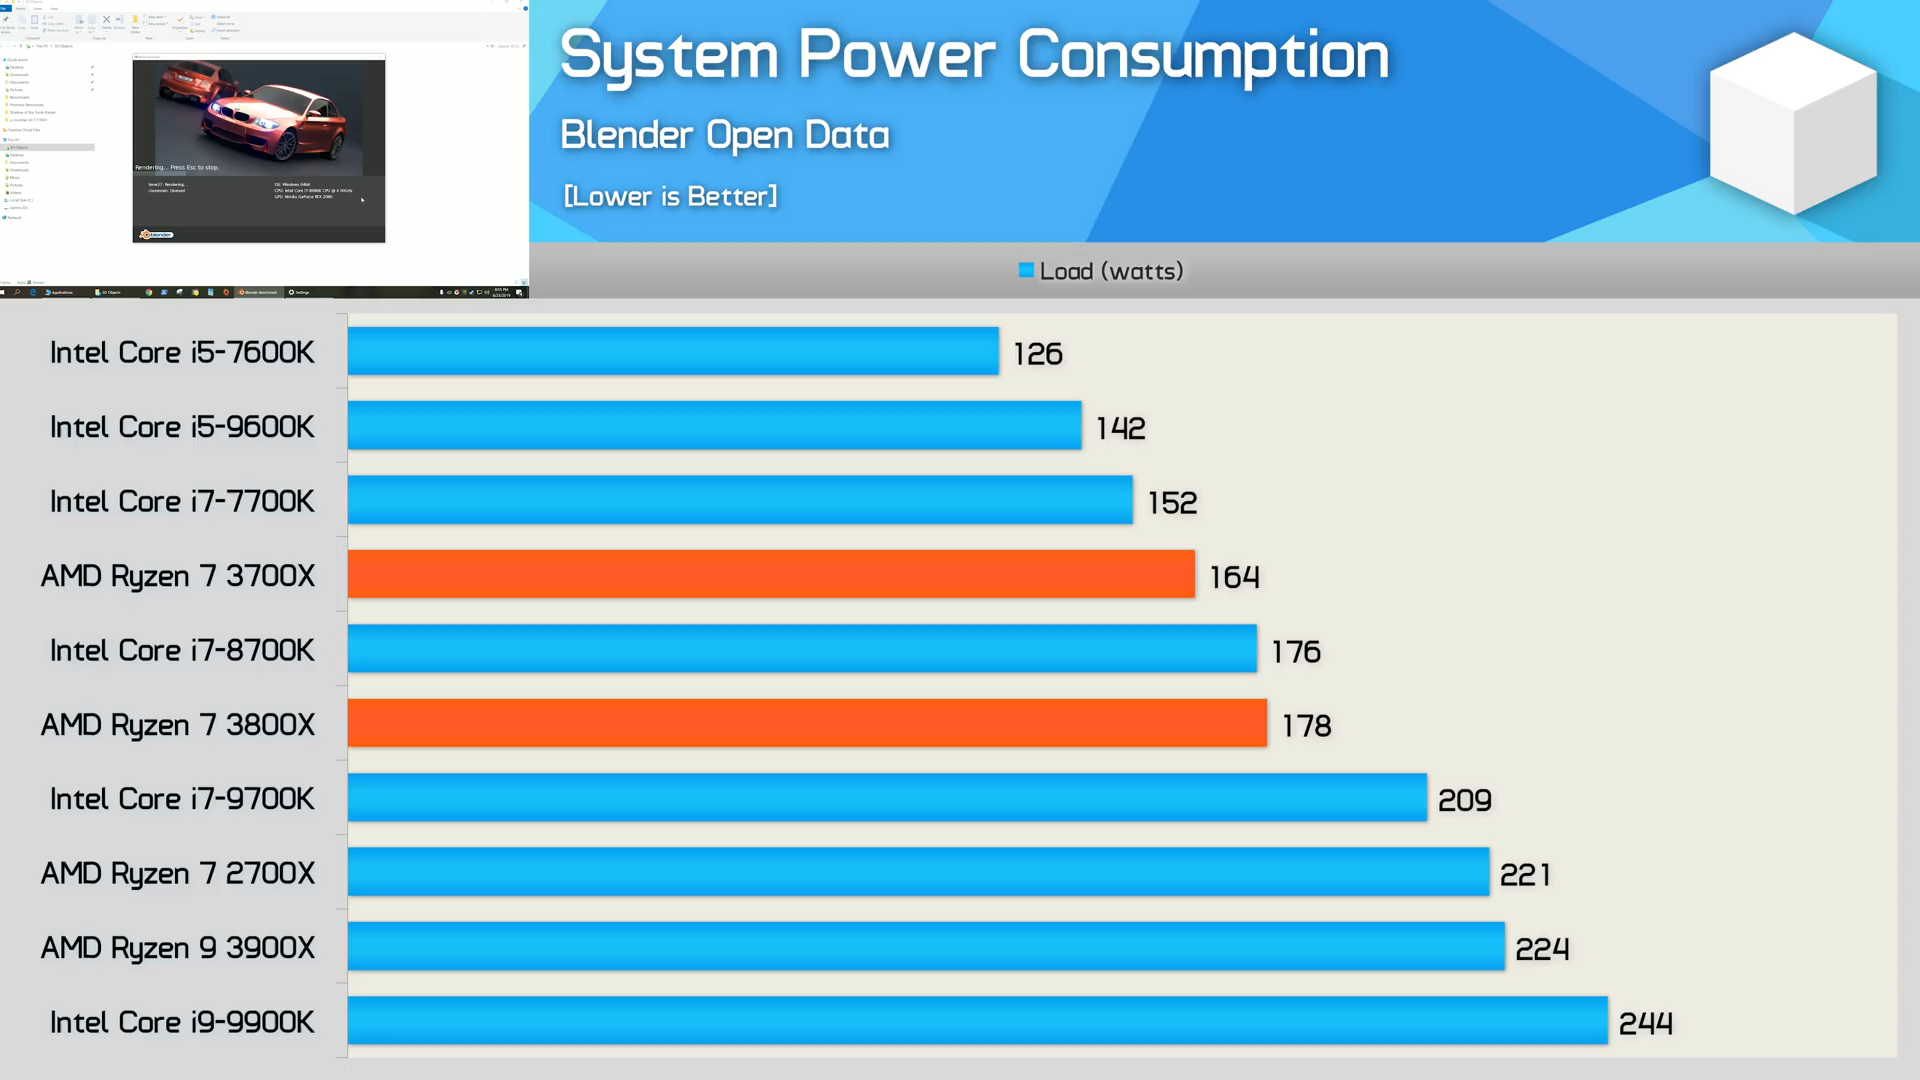 System Power Consumption
Blender Open Data
[Lower is Better]
Rendering... Press Esc to stop.
blender
Load (watts)
Intel Core i5-7600K 126
Intel Core i5-9600K 142
Intel Core i7-7700K 152
AMD Ryzen 7 3700X 164
Intel Core i7-8700K 176
AMD Ryzen 7 3800X 178
Intel Core i7-9700K 209
AMD Ryzen 7 2700X 221
AMD Ryzen 9 3900X 224
Intel Core i9-9900K 244